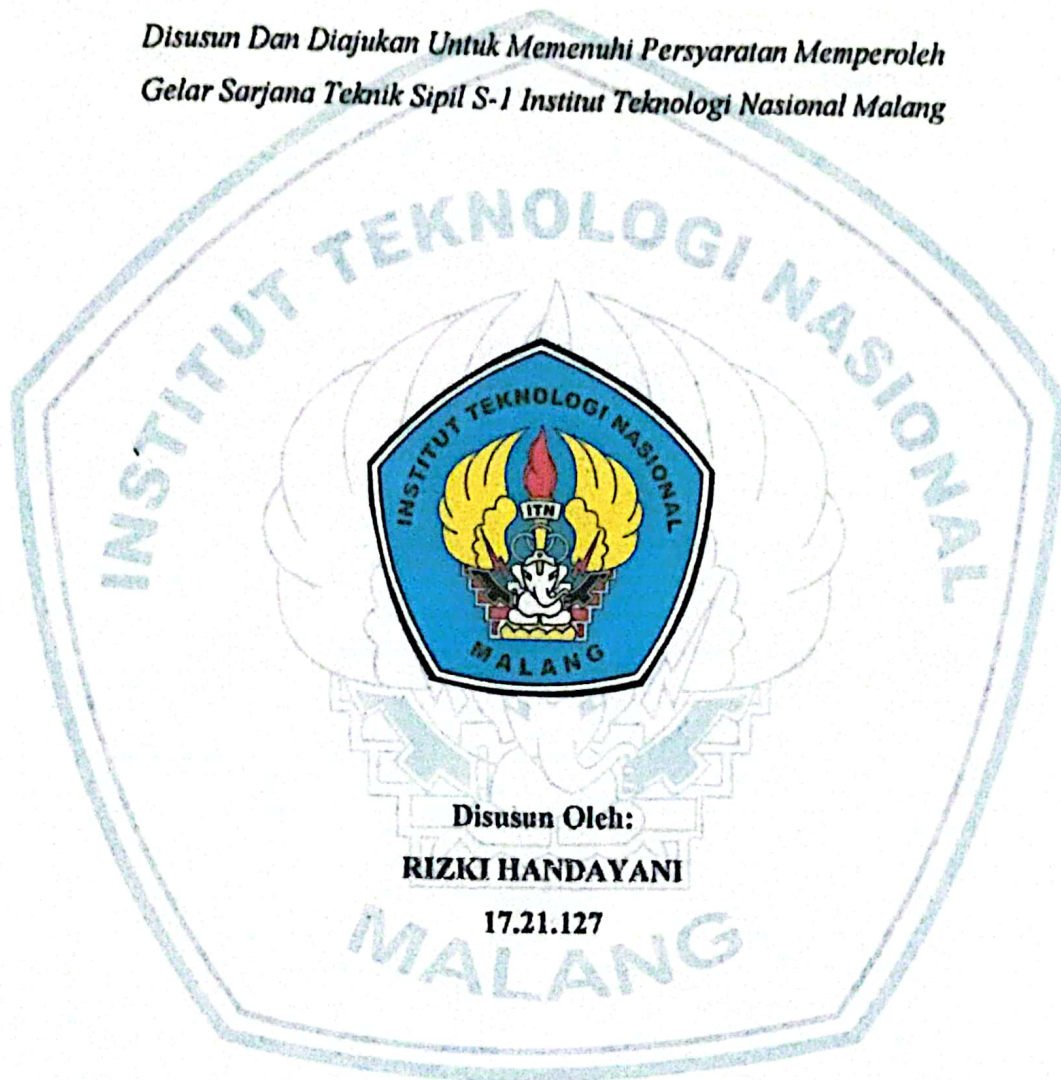 Disusun Dan Diajukan Untuk Memenuhi Persyaratan Memperoleh
Gelar Sarjana Teknik Sipil S-1 Institut Teknologi Nasional Malang
INSTITUT TEKNOLOGI NASIONAL
INSTITUT TEKNOLOGI NASIONAL
ITN
MALANG
Disusun Oleh:
RIZKI HANDAYANI
17.21.127
MALANG